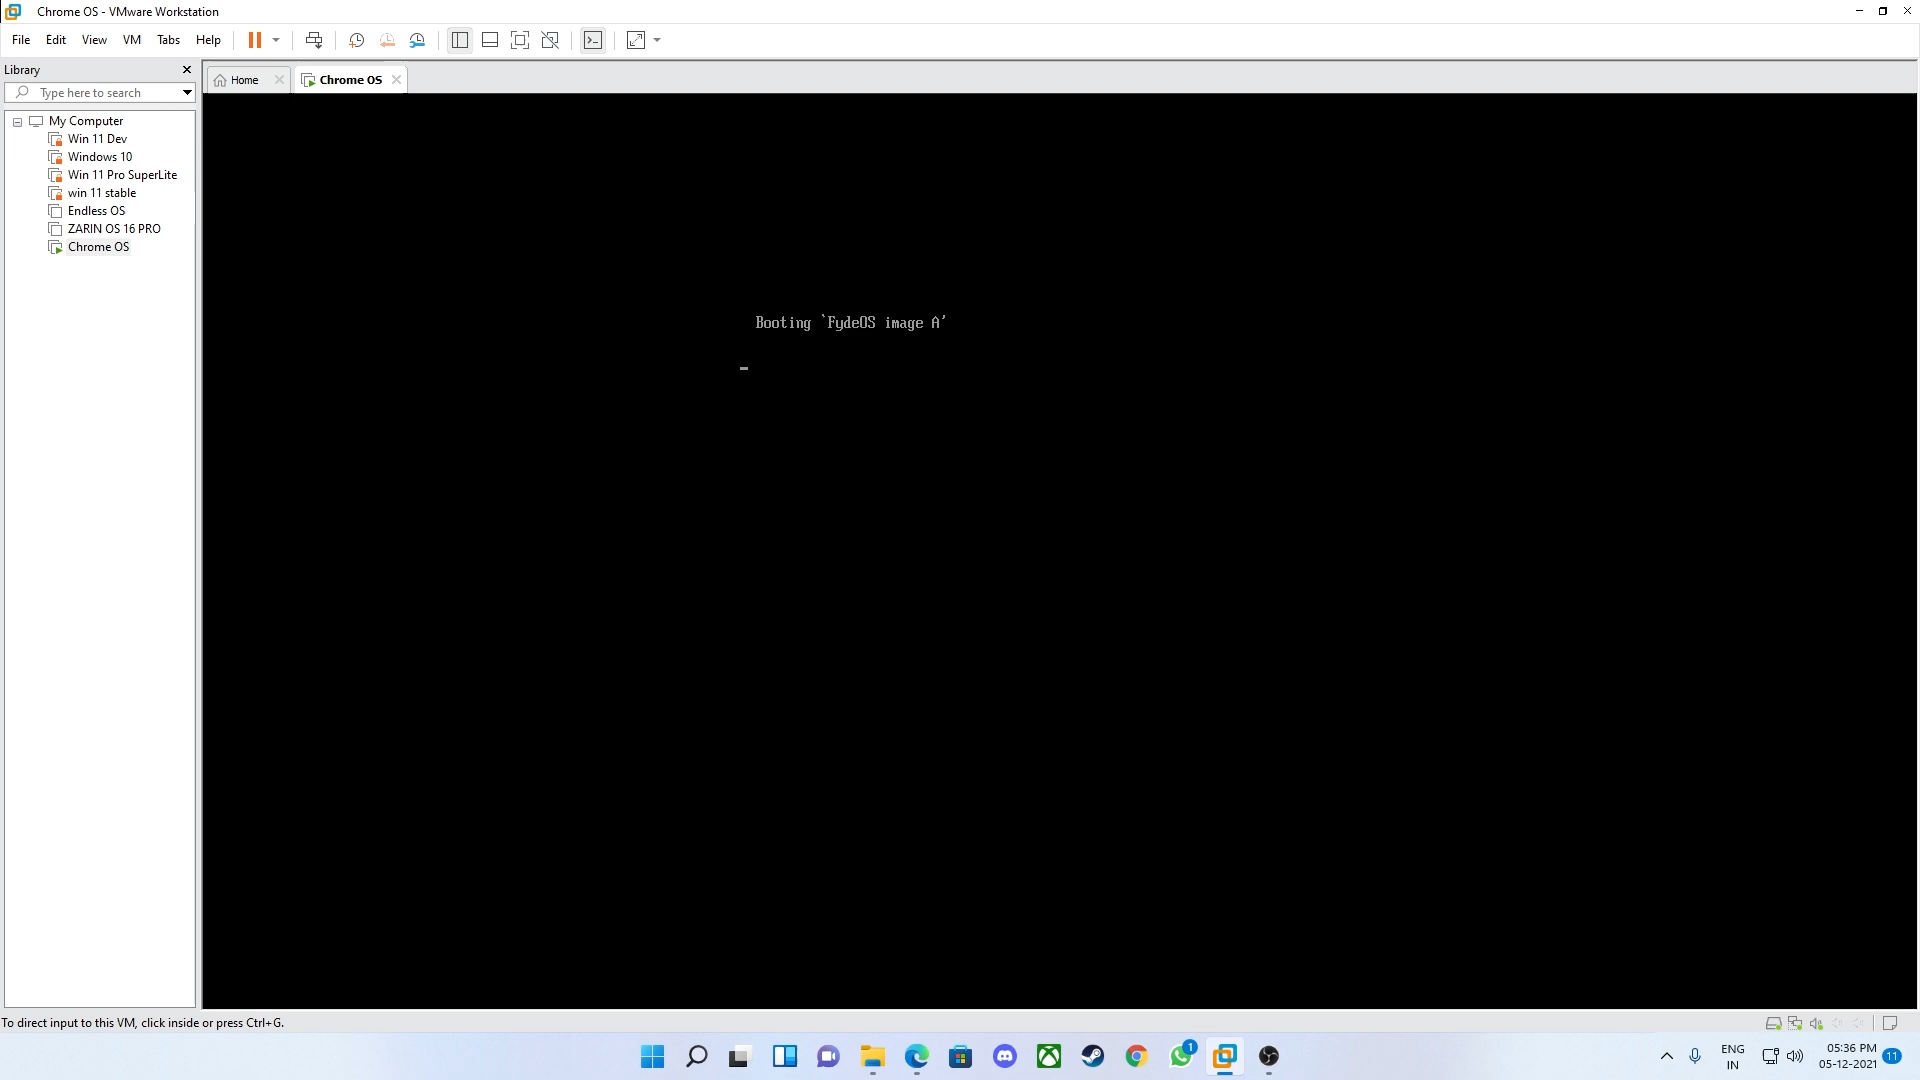 Chrome OS - VMware Workstation
File Edit View VM Tabs Help
Library
Home
Chrome OS
Type here to search
My Computer
Win 11 Dev
Windows 10
Win 11 Pro SuperLite
win 11 stable
Endless OS
ZARIN OS 16 PRO
Chrome OS
Booting `FydeOS image A'
To direct input to this VM, click inside or press Ctrl+G.
1
ENG
IN
05:36 PM
05-12-2021
11